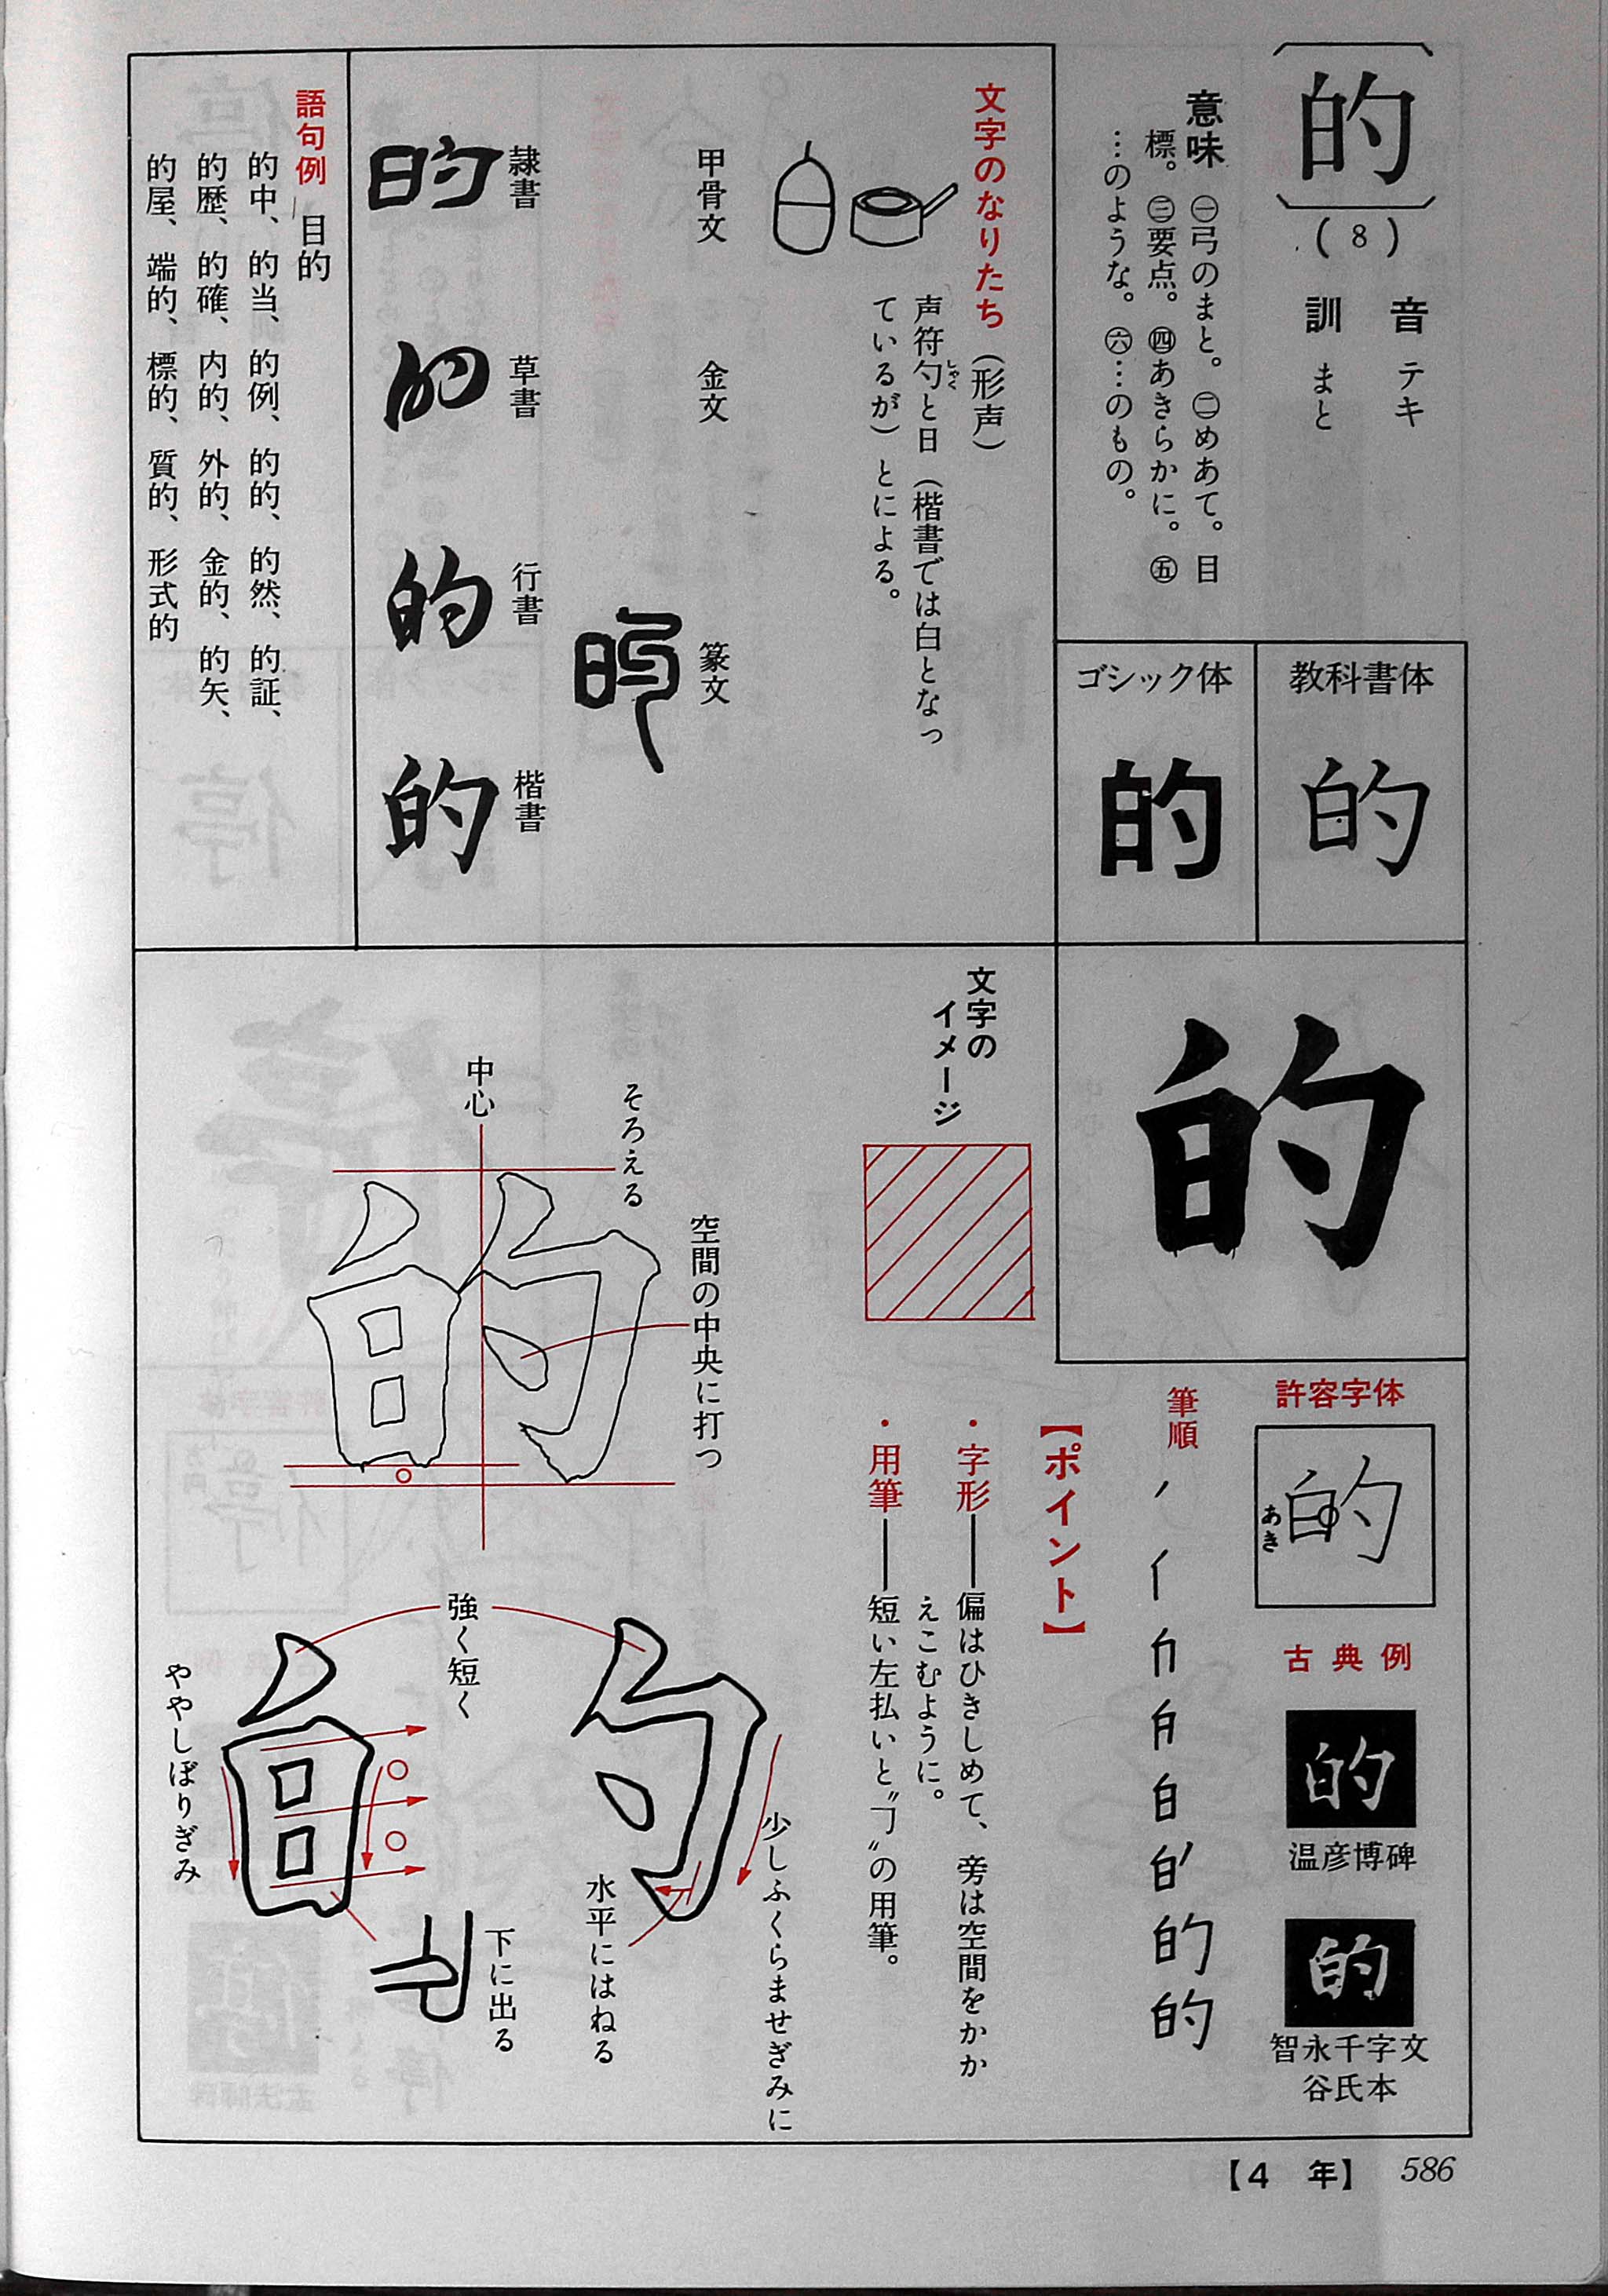 的
(8)
音 テキ
訓 まと
意味 ㊀弓のまと。㊁めあて。目
標。㊂要点。㊃あきらかに。㊄
…のような。㊅…のもの。
教科書体
的
ゴシック体
的
文字のなりたち(形声)
声符勺と日(楷書では白となっ
しゃく
ているが)とによる。
甲骨文
金文
篆文
隷書
的
草書
的
行書
的
楷書
的
語句例 目的
的中、的当、的例、的的、的然、的証、
的歴、的確、内的、外的、金的、的矢、
的屋、端的、標的、質的、形式的
的
許容字体
的
あき
古典例
的
温彦博碑
的
智永千字文
谷氏本
筆順
的 的
【ポイント】
・字形──偏はひきしめて、旁は空間をかか
えこむように。
・用筆──短い左払いと〝㇆〟の用筆。
文字の
イメージ
そろえる
中心
空間の中央に打つ
強く短く
ややしぼりぎみ
少しふくらませぎみに
水平にはねる
下に出る
【4 年】 586